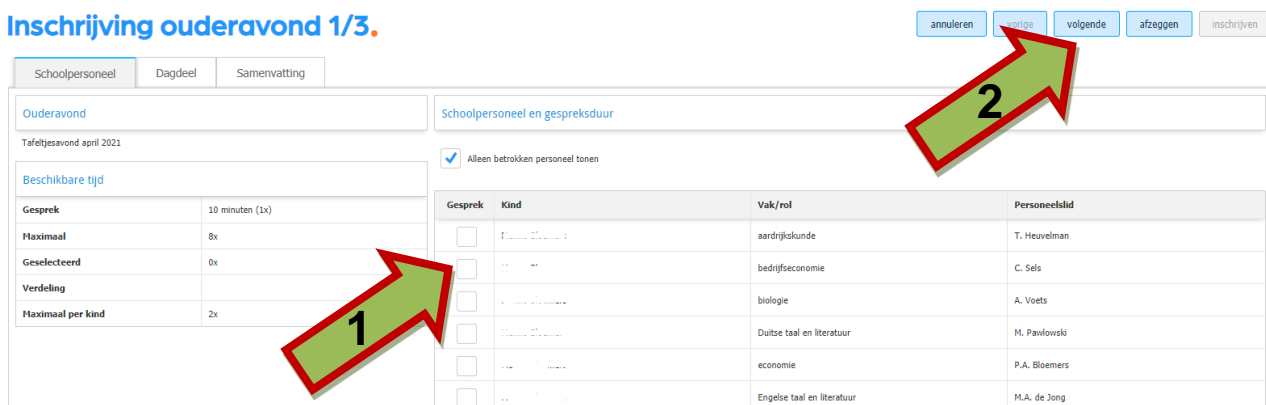 Inschrijving ouderavond 1/3.
annuleren vorige volgende afzeggen inschrijven
Schoolpersoneel Dagdeel Samenvatting
Ouderavond
Tafeltjesavond april 2021
Beschikbare tijd
Gesprek 10 minuten (1x)
Maximaal 8x
Geselecteerd 0x
Verdeling
Maximaal per kind 2x
1
Schoolpersoneel en gespreksduur
2
Alleen betrokken personeel tonen
Gesprek Kind Vak/rol Personeelslid
aardrijkskunde T. Heuvelman
bedrijfseconomie C. Sels
biologie A. Voets
Duitse taal en literatuur M. Pawlowski
economie P.A. Bloemers
Engelse taal en literatuur M.A. de Jong